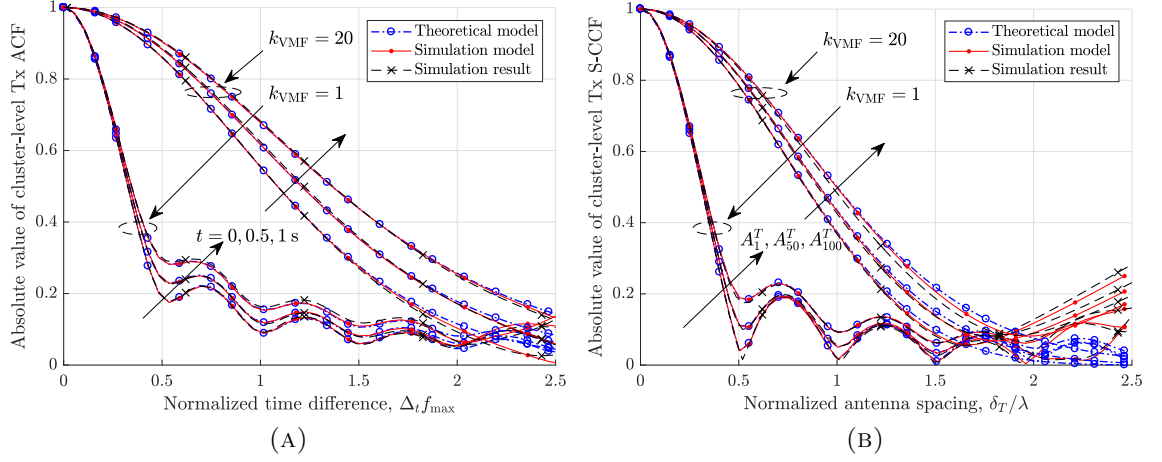 Absolute value of cluster-level Tx ACF
1
0.8
0.6
0.4
0.2
0
0
0.5
1
1.5
2
2.5
Normalized time difference, Δ_t f_max
k_VMF = 20
k_VMF = 1
t = 0, 0.5, 1 s
Theoretical model
Simulation model
Simulation result
(A)
Absolute value of cluster-level Tx S-CCF
1
0.8
0.6
0.4
0.2
0
0
0.5
1
1.5
2
2.5
Normalized antenna spacing, δ_T/λ
k_VMF = 20
k_VMF = 1
A_1^T, A_50^T, A_100^T
Theoretical model
Simulation model
Simulation result
(B)